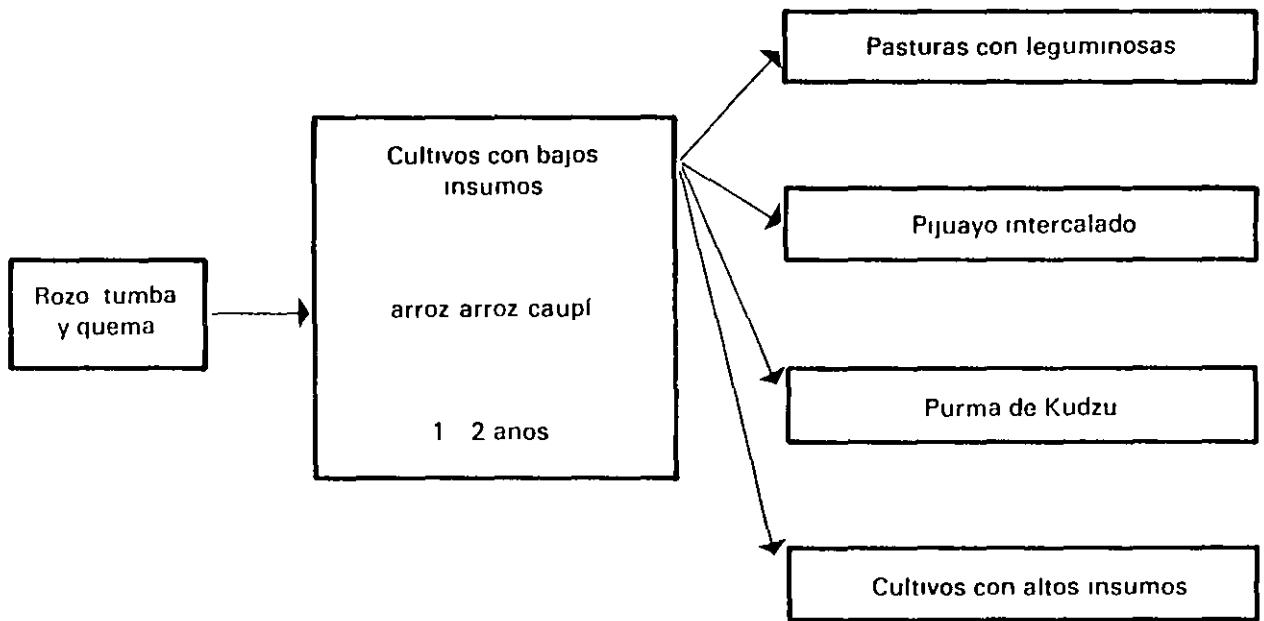 Rozo tumba
y quema
Cultivos con bajos
insumos
arroz arroz caupí
1 2 anos
Pasturas con leguminosas
Pijuayo intercalado
Purma de Kudzu
Cultivos con altos insumos